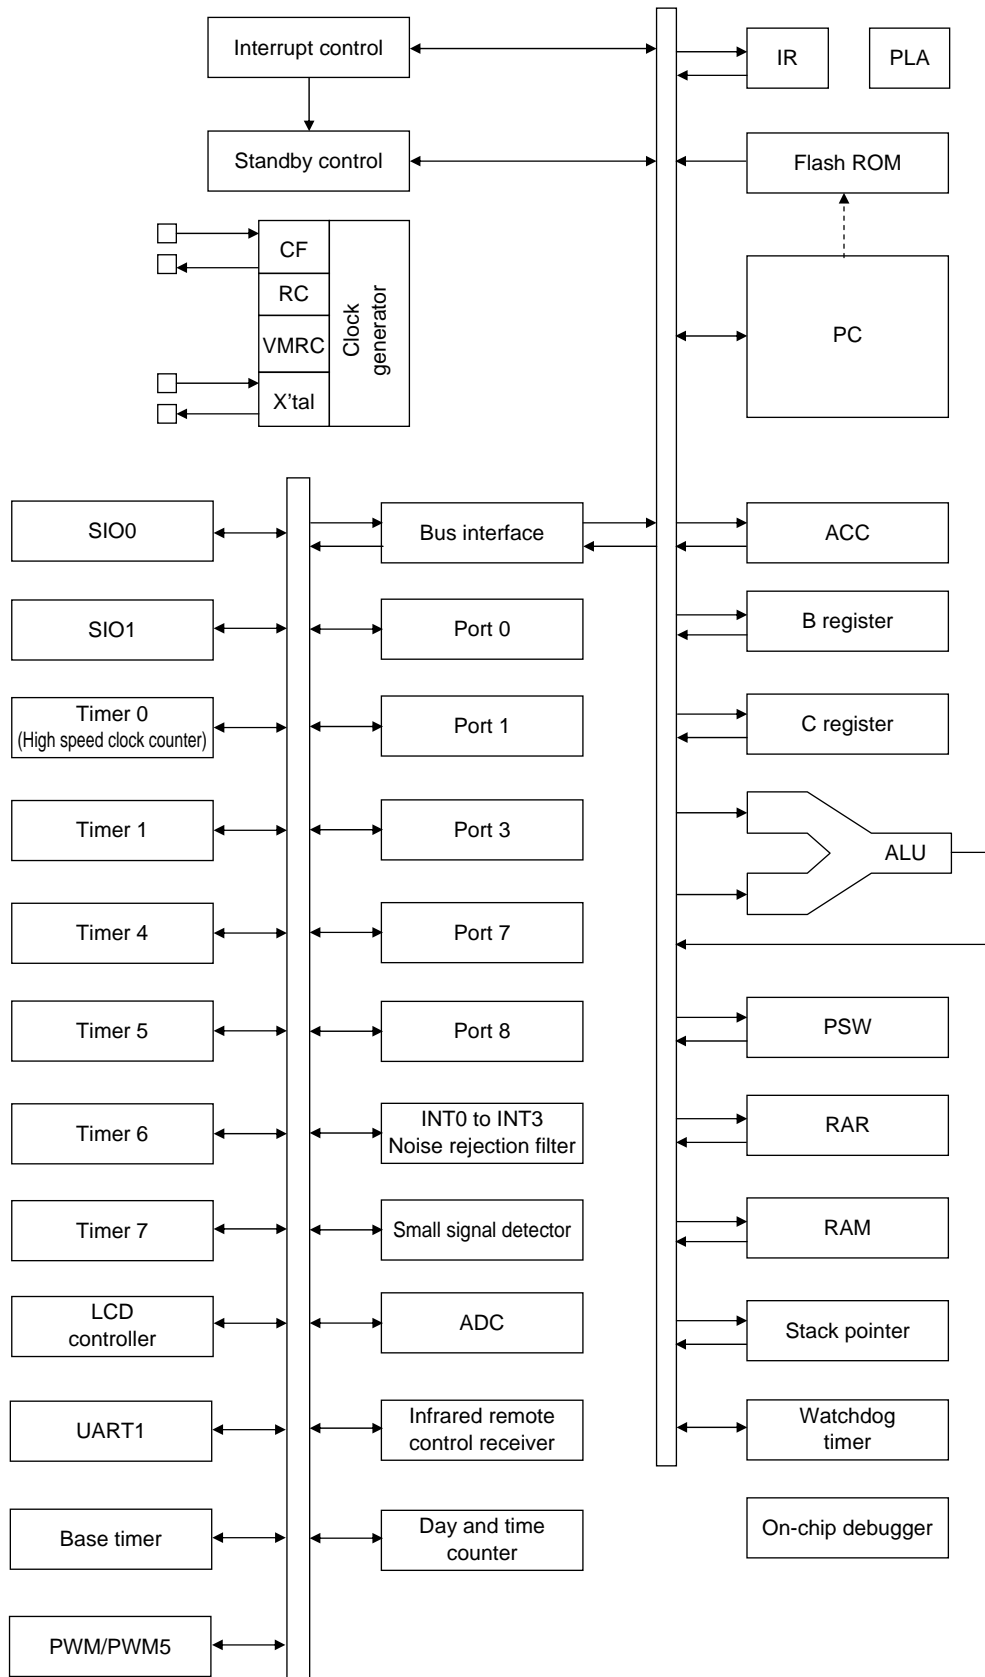 Interrupt control
IR
PLA
Standby control
Flash ROM
CF
RC
VMRC
X'tal
Clock
generator
PC
SIO0
Bus interface
ACC
SIO1
Port 0
B register
Timer 0
(High speed clock counter)
Port 1
C register
Timer 1
Port 3
ALU
Timer 4
Port 7
Timer 5
Port 8
PSW
Timer 6
INT0 to INT3
Noise rejection filter
RAR
Timer 7
Small signal detector
RAM
LCD
controller
ADC
Stack pointer
UART1
Infrared remote
control receiver
Watchdog
timer
Base timer
Day and time
counter
On-chip debugger
PWM/PWM5